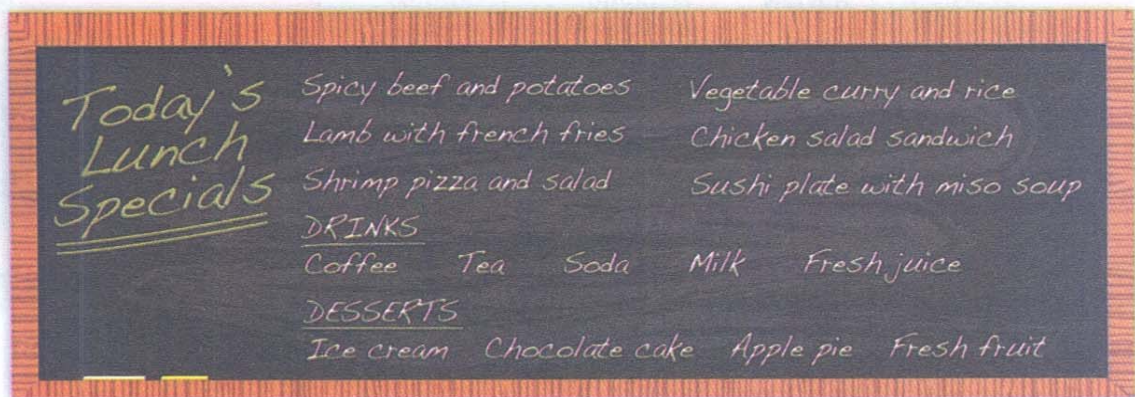 Today's
Lunch
Specials
Spicy beef and potatoes
Vegetable curry and rice
Lamb with french fries
Chicken salad sandwich
Shrimp pizza and salad
Sushi plate with miso soup
DRINKS
Coffee Tea Soda Milk Fresh juice
DESSERTS
Ice cream Chocolate cake Apple pie Fresh fruit